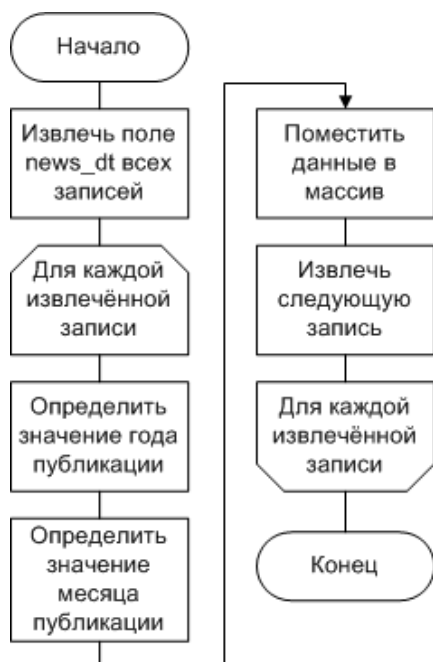 Начало
Извлечь поле
news_dt всех
записей
Для каждой
извлечённой
записи
Определить
значение года
публикации
Определить
значение
месяца
публикации
Поместить
данные в
массив
Извлечь
следующую
запись
Для каждой
извлечённой
записи
Конец